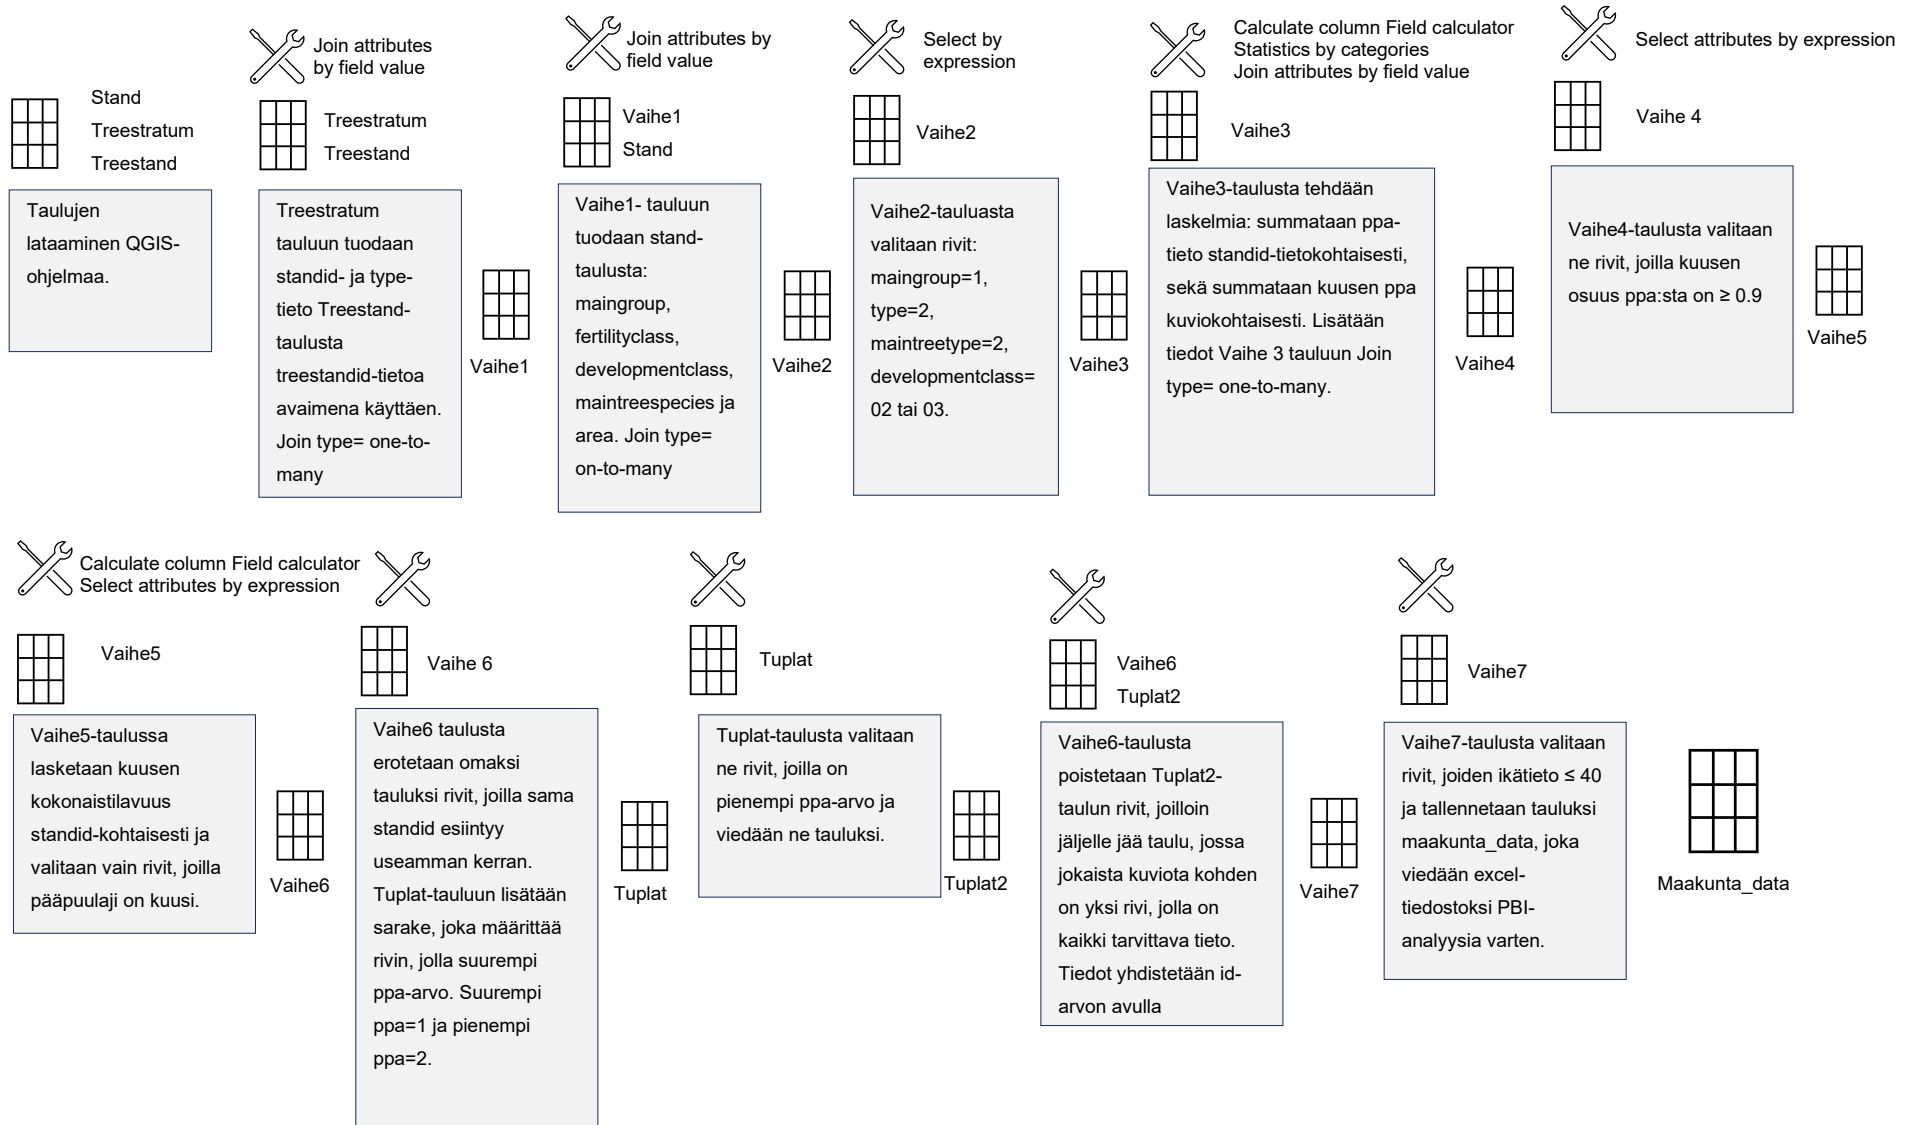 Stand
Treestratum
Treestand
Taulujen
lataaminen QGIS-
ohjelmaa.
Join attributes
by field value
Treestratum
Treestand
Treestratum
tauluun tuodaan
standid- ja type-
tieto Treestand-
taulusta
treestandid-tietoa
avaimena käyttäen.
Join type= one-to-
many
Vaihe1
Join attributes by
field value
Vaihe1
Stand
Vaihe1- tauluun
tuodaan stand-
taulusta:
maingroup,
fertilityclass,
developmentclass,
maintreespecies ja
area. Join type=
on-to-many
Vaihe2
Select by
expression
Vaihe2
Vaihe2-tauluasta
valitaan rivit:
maingroup=1,
type=2,
maintreetype=2,
developmentclass=
02 tai 03.
Vaihe3
Calculate column Field calculator
Statistics by categories
Join attributes by field value
Vaihe3
Vaihe3-taulusta tehdään
laskelmia: summataan ppa-
tieto standid-tietokohtaisesti,
sekä summataan kuusen ppa
kuviokohtaisesti. Lisätään
tiedot Vaihe 3 tauluun Join
type= one-to-many.
Vaihe4
Select attributes by expression
Vaihe 4
Vaihe4-taulusta valitaan
ne rivit, joilla kuusen
osuus ppa:sta on ≥ 0.9
Vaihe5
Calculate column Field calculator
Select attributes by expression
Vaihe5
Vaihe5-taulussa
lasketaan kuusen
kokonaistilavuus
standid-kohtaisesti ja
valitaan vain rivit, joilla
pääpuulaji on kuusi.
Vaihe6
Vaihe 6
Vaihe6 taulusta
erotetaan omaksi
tauluksi rivit, joilla sama
standid esiintyy
useamman kerran.
Tuplat-tauluun lisätään
sarake, joka määrittää
rivin, jolla suurempi
ppa-arvo. Suurempi
ppa=1 ja pienempi
ppa=2.
Tuplat
Tuplat
Tuplat-taulusta valitaan
ne rivit, joilla on
pienempi ppa-arvo ja
viedään ne tauluksi.
Tuplat2
Vaihe6
Tuplat2
Vaihe6-taulusta
poistetaan Tuplat2-
taulun rivit, joilloin
jäljelle jää taulu, jossa
jokaista kuviota kohden
on yksi rivi, jolla on
kaikki tarvittava tieto.
Tiedot yhdistetään id-
arvon avulla
Vaihe7
Vaihe7
Vaihe7-taulusta valitaan
rivit, joiden ikätieto ≤ 40
ja tallennetaan tauluksi
maakunta_data, joka
viedään excel-
tiedostoksi PBI-
analyysia varten.
Maakunta_data